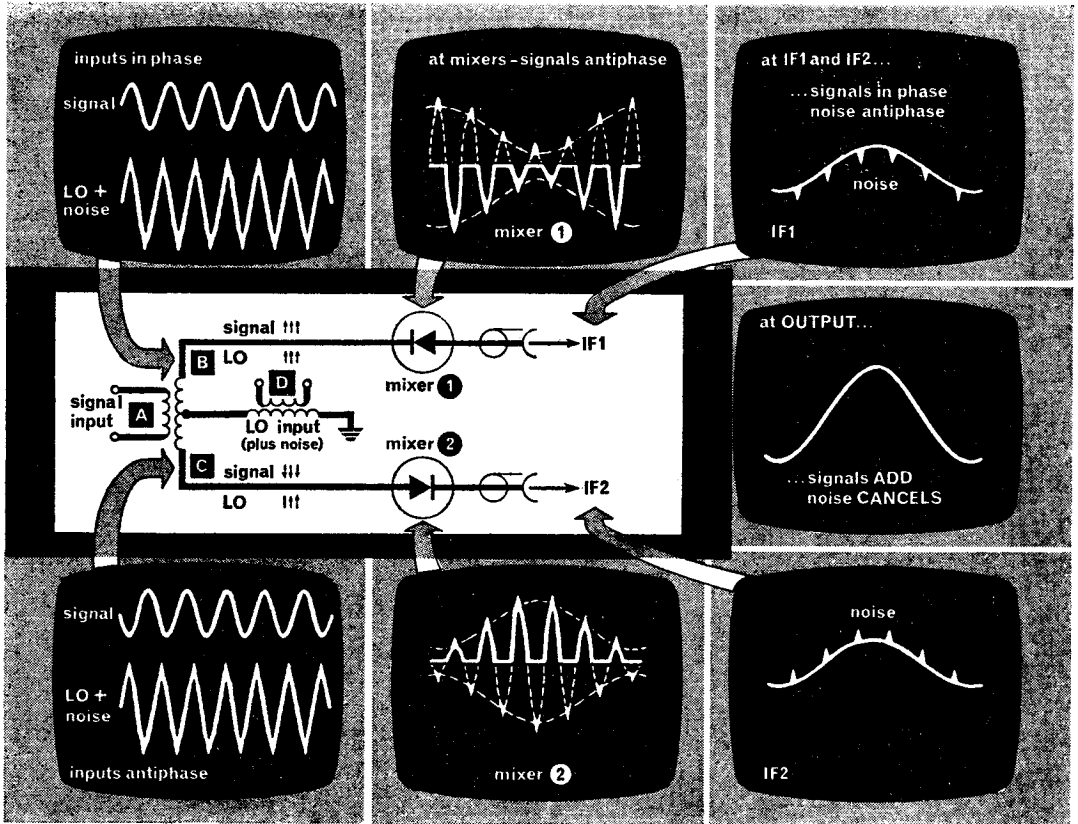 inputs in phase
signal
LO +
noise
at mixers - signals antiphase
mixer 1
at IF1 and IF2...
...signals in phase
noise antiphase
noise
IF1
signal ↑↑↑
B
LO ↑↑↑
IF1
mixer 1
D
signal
input
A
LO input
(plus noise)
mixer 2
C
signal ↓↓↓
LO ↑↑↑
IF2
at OUTPUT...
...signals ADD
noise CANCELS
signal
LO +
noise
inputs antiphase
mixer 2
noise
IF2